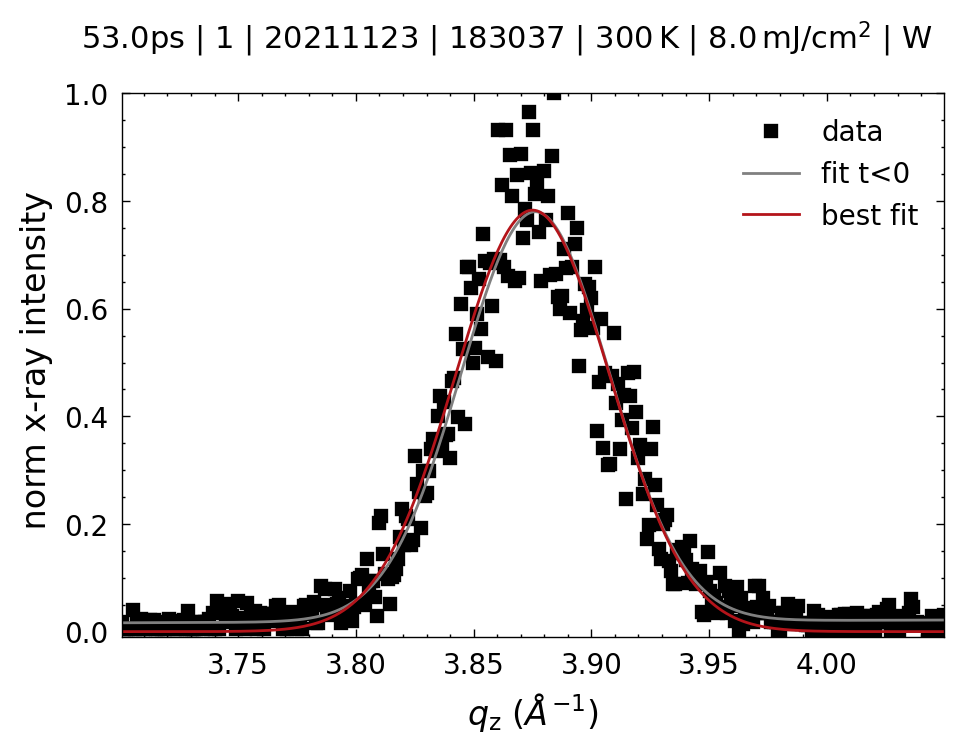 53.0ps | 1 | 20211123 | 183037 | 300 K | 8.0 mJ/cm² | W
1.0
data
fit t<0
best fit
0.8
0.6
0.4
0.2
0.0
norm x-ray intensity
3.75 3.80 3.85 3.90 3.95 4.00
q_z (Å⁻¹)